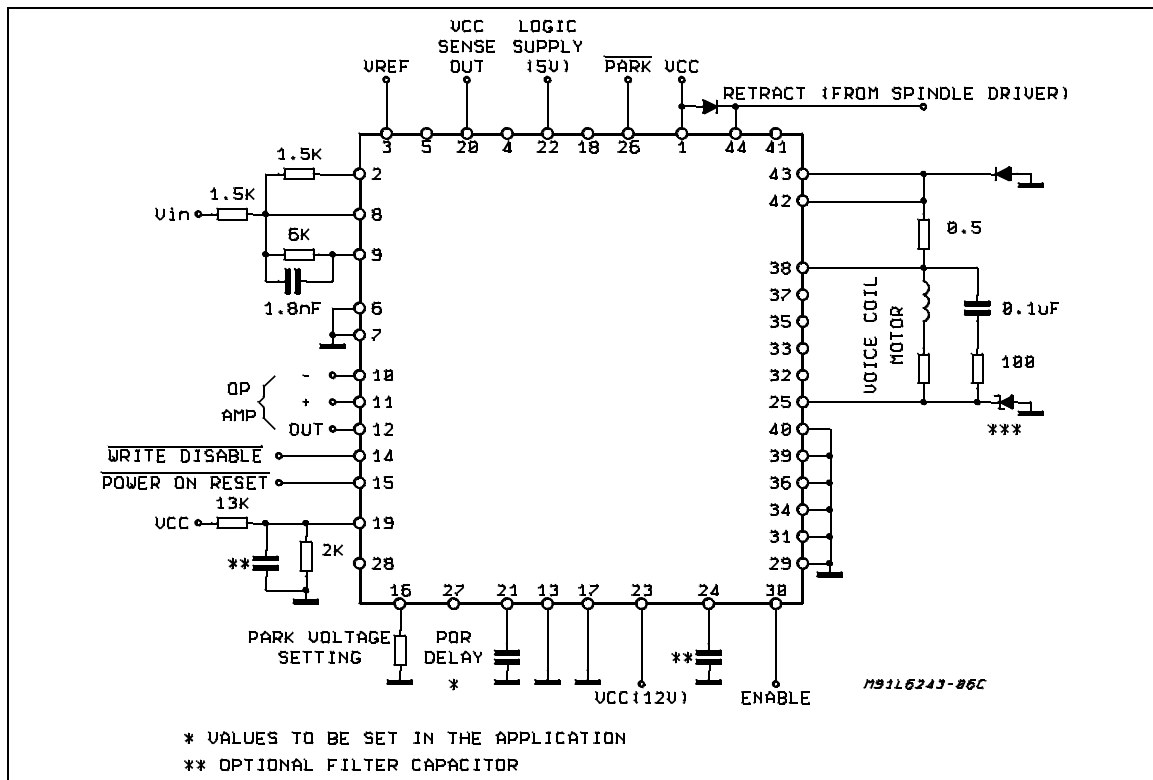 VCC SENSE OUT
LOGIC SUPPLY (5V)
VREF
PARK
VCC
RETRACT (FROM SPINDLE DRIVER)
3 5 20 4 22 18 26 1 44 41
1.5K
2
43
1.5K
42
Vin
8
0.5
6K
9
38
1.8nF
37
6
0.1uF
35
7
VOICE COIL MOTOR
33
-
10
32
100
OP AMP
+
11
25
OUT
12
40
***
WRITE DISABLE
14
39
POWER ON RESET
15
36
13K
34
VCC
19
31
**
2K
28
29
16 27 21 13 17 23 24 30
PARK VOLTAGE SETTING
POR DELAY
*
**
VCC(12V)
ENABLE
M91L6243-06C
* VALUES TO BE SET IN THE APPLICATION
** OPTIONAL FILTER CAPACITOR